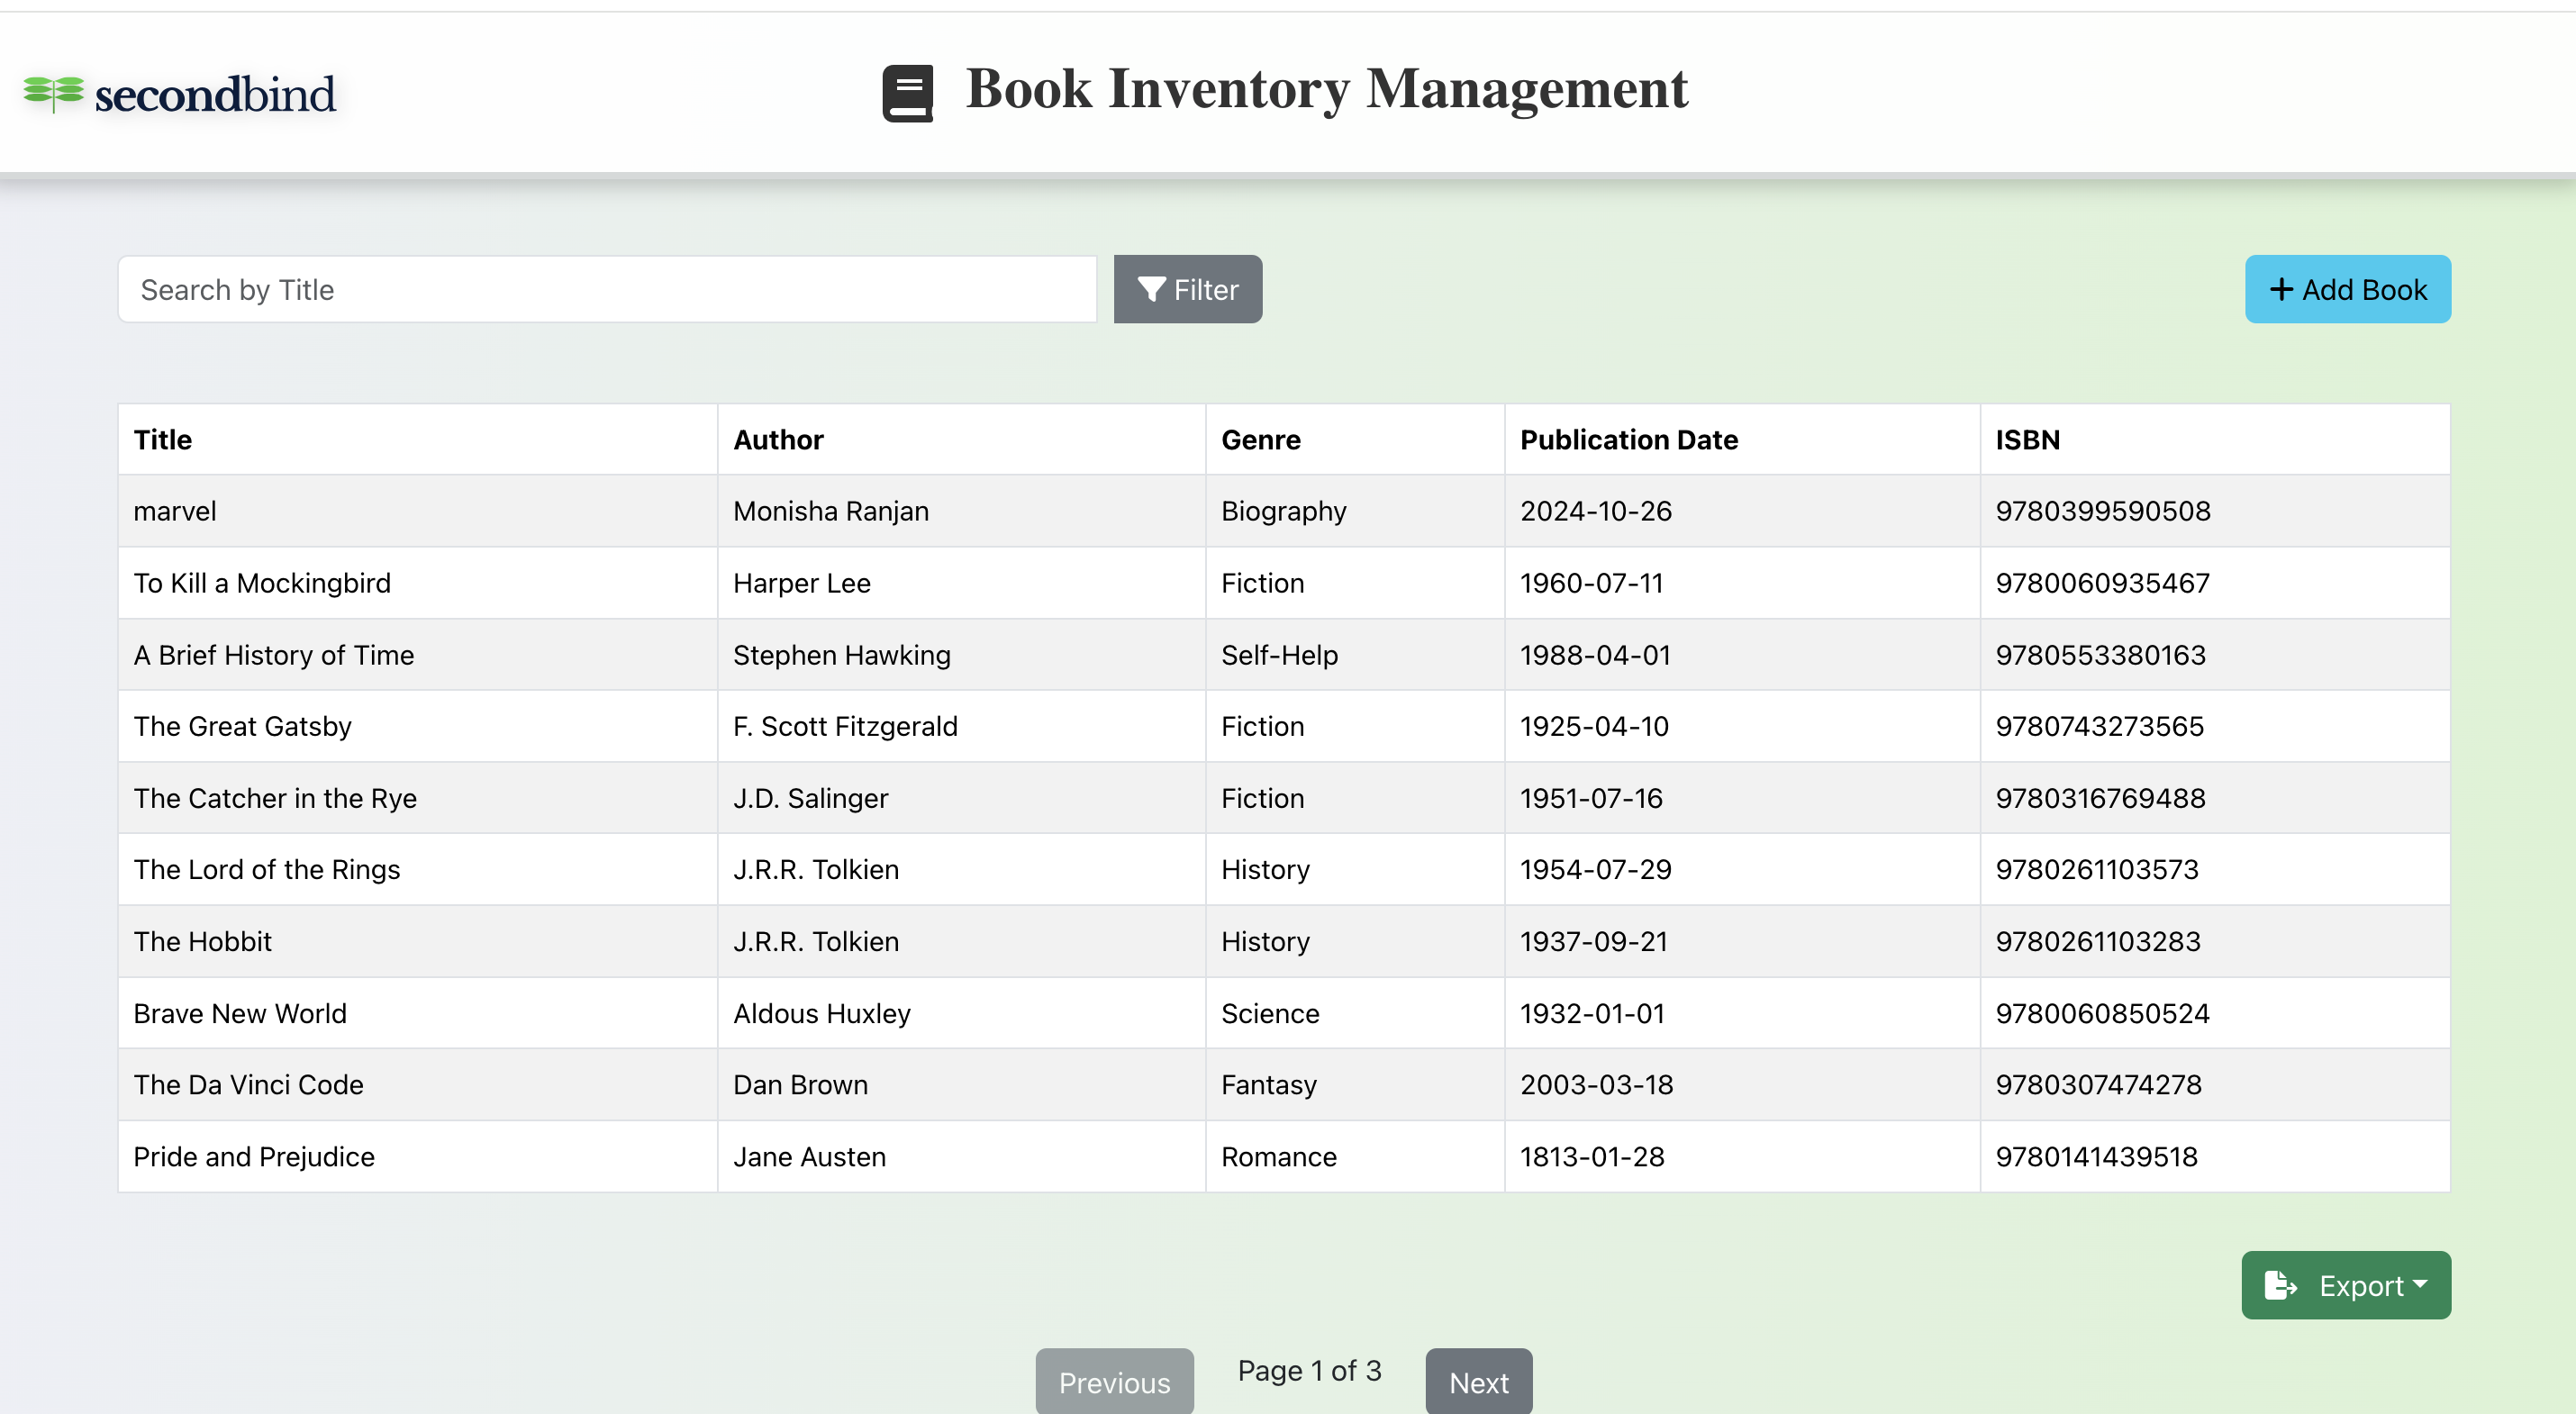 secondbind
Book Inventory Management
Search by Title
Filter
+ Add Book
Title Author Genre Publication Date ISBN
marvel Monisha Ranjan Biography 2024-10-26 9780399590508
To Kill a Mockingbird Harper Lee Fiction 1960-07-11 9780060935467
A Brief History of Time Stephen Hawking Self-Help 1988-04-01 9780553380163
The Great Gatsby F. Scott Fitzgerald Fiction 1925-04-10 9780743273565
The Catcher in the Rye J.D. Salinger Fiction 1951-07-16 9780316769488
The Lord of the Rings J.R.R. Tolkien History 1954-07-29 9780261103573
The Hobbit J.R.R. Tolkien History 1937-09-21 9780261103283
Brave New World Aldous Huxley Science 1932-01-01 9780060850524
The Da Vinci Code Dan Brown Fantasy 2003-03-18 9780307474278
Pride and Prejudice Jane Austen Romance 1813-01-28 9780141439518
Export
Previous Page 1 of 3 Next